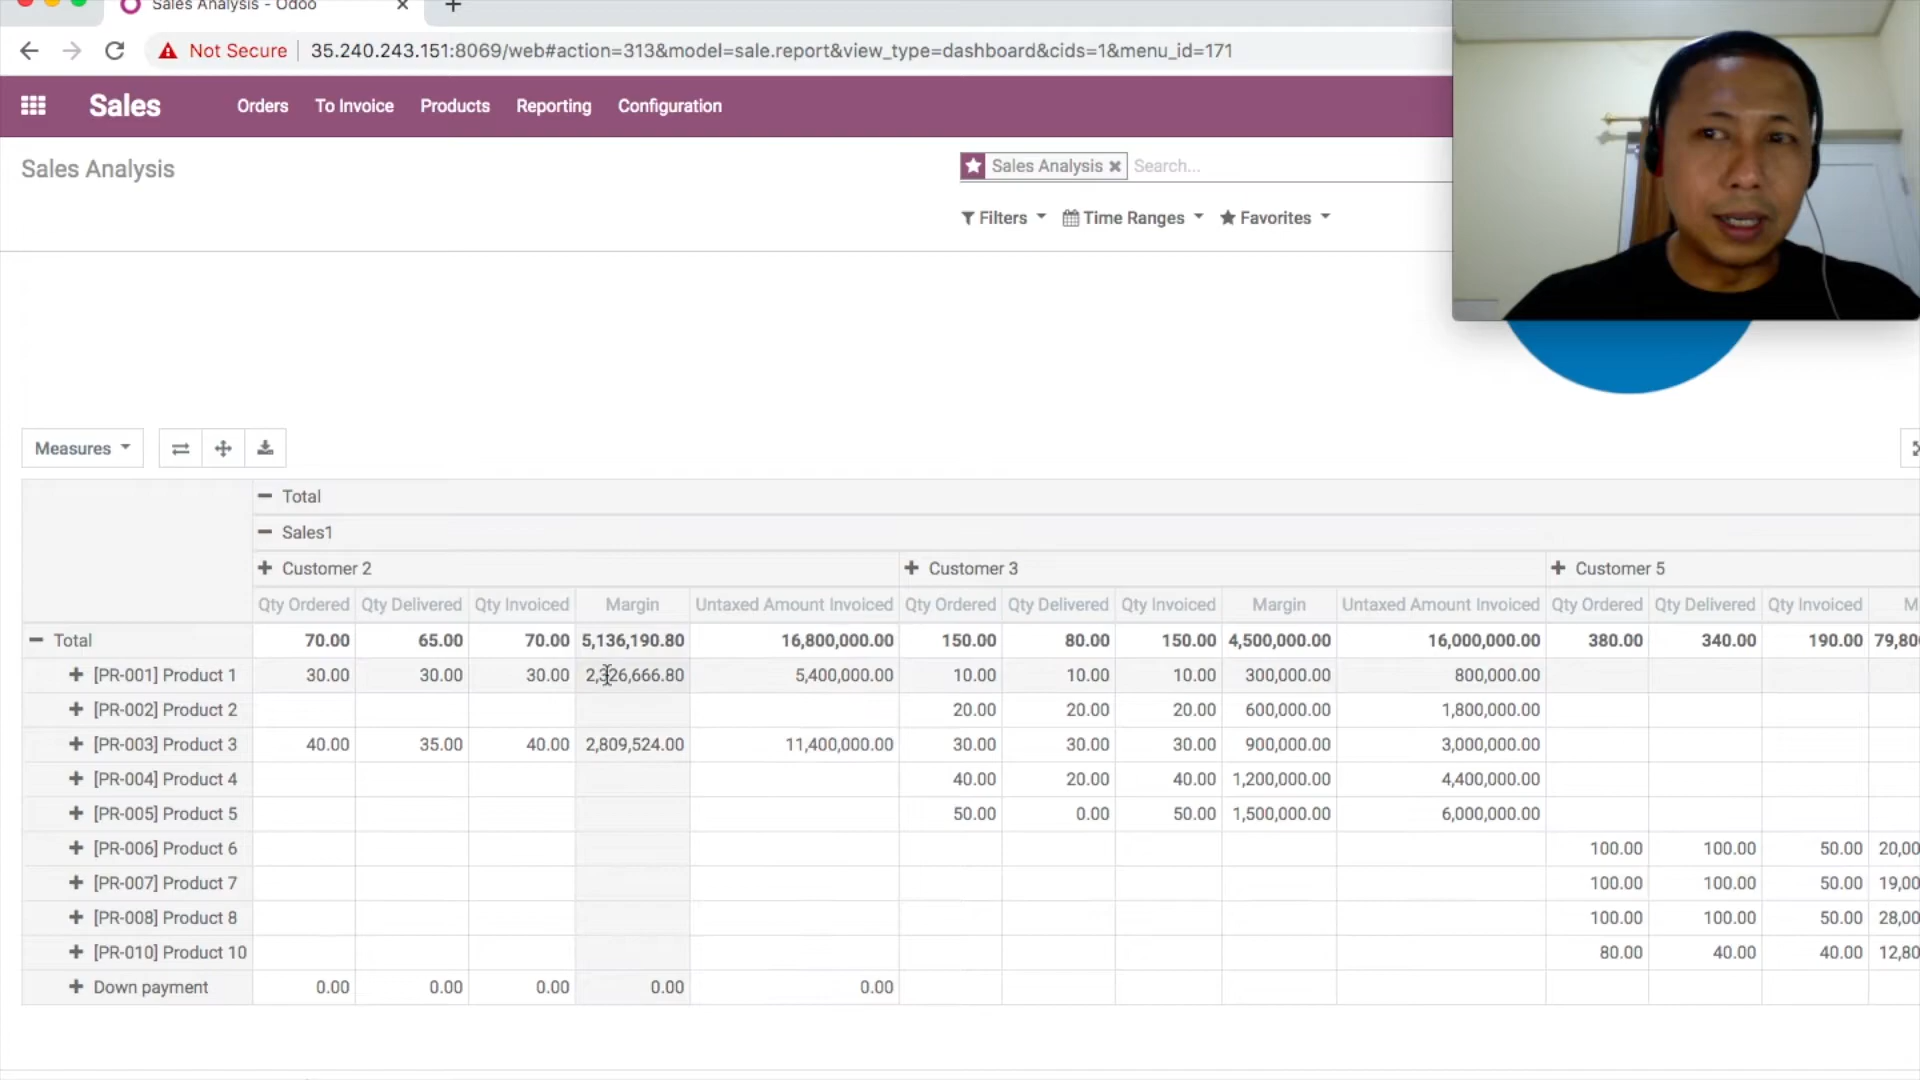 Sales Analysis - Odoo
Not Secure 35.240.243.151:8069/web#action=313&model=sale.report&view_type=dashboard&cids=1&menu_id=171
Sales Orders To Invoice Products Reporting Configuration
Sales Analysis
Sales Analysis Search...
Filters Time Ranges Favorites
Measures
Total
Sales1
Customer 2 Customer 3 Customer 5
Qty Ordered Qty Delivered Qty Invoiced Margin Untaxed Amount Invoiced Qty Ordered Qty Delivered Qty Invoiced Margin Untaxed Amount Invoiced Qty Ordered Qty Delivered Qty Invoiced M
Total 70.00 65.00 70.00 5,136,190.80 16,800,000.00 150.00 80.00 150.00 4,500,000.00 16,000,000.00 380.00 340.00 190.00 79,80
[PR-001] Product 1 30.00 30.00 30.00 2,326,666.80 5,400,000.00 10.00 10.00 10.00 300,000.00 800,000.00
[PR-002] Product 2 20.00 20.00 20.00 600,000.00 1,800,000.00
[PR-003] Product 3 40.00 35.00 40.00 2,809,524.00 11,400,000.00 30.00 30.00 30.00 900,000.00 3,000,000.00
[PR-004] Product 4 40.00 20.00 40.00 1,200,000.00 4,400,000.00
[PR-005] Product 5 50.00 0.00 50.00 1,500,000.00 6,000,000.00
[PR-006] Product 6 100.00 100.00 50.00 20,00
[PR-007] Product 7 100.00 100.00 50.00 19,00
[PR-008] Product 8 100.00 100.00 50.00 28,00
[PR-010] Product 10 80.00 40.00 40.00 12,80
Down payment 0.00 0.00 0.00 0.00 0.00